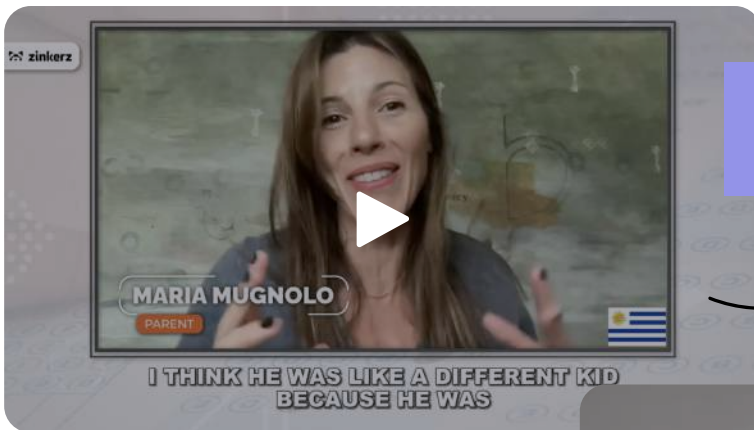 zinkerz
MARIA MUGNOLO
PARENT
I THINK HE WAS LIKE A DIFFERENT KID
BECAUSE HE WAS